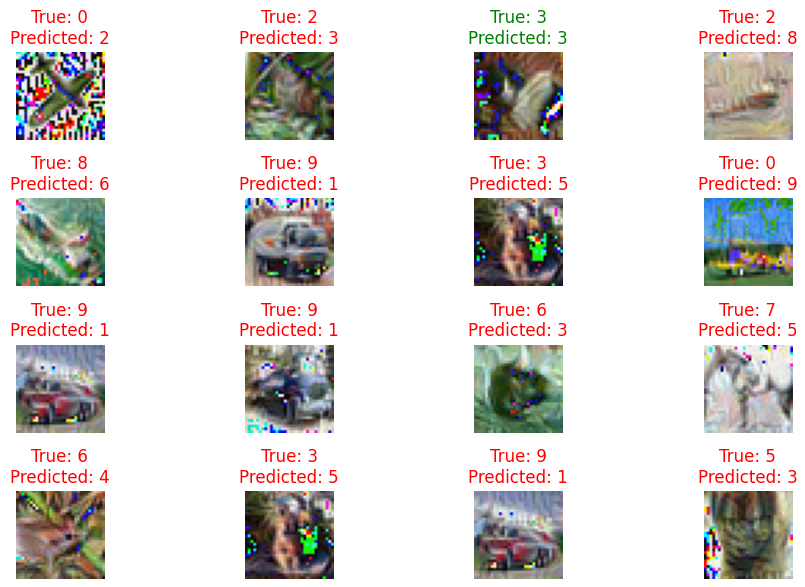 True: 0
Predicted: 2
True: 2
Predicted: 3
True: 3
Predicted: 3
True: 2
Predicted: 8
True: 8
Predicted: 6
True: 9
Predicted: 1
True: 3
Predicted: 5
True: 0
Predicted: 9
True: 9
Predicted: 1
True: 9
Predicted: 1
True: 6
Predicted: 3
True: 7
Predicted: 5
True: 6
Predicted: 4
True: 3
Predicted: 5
True: 9
Predicted: 1
True: 5
Predicted: 3